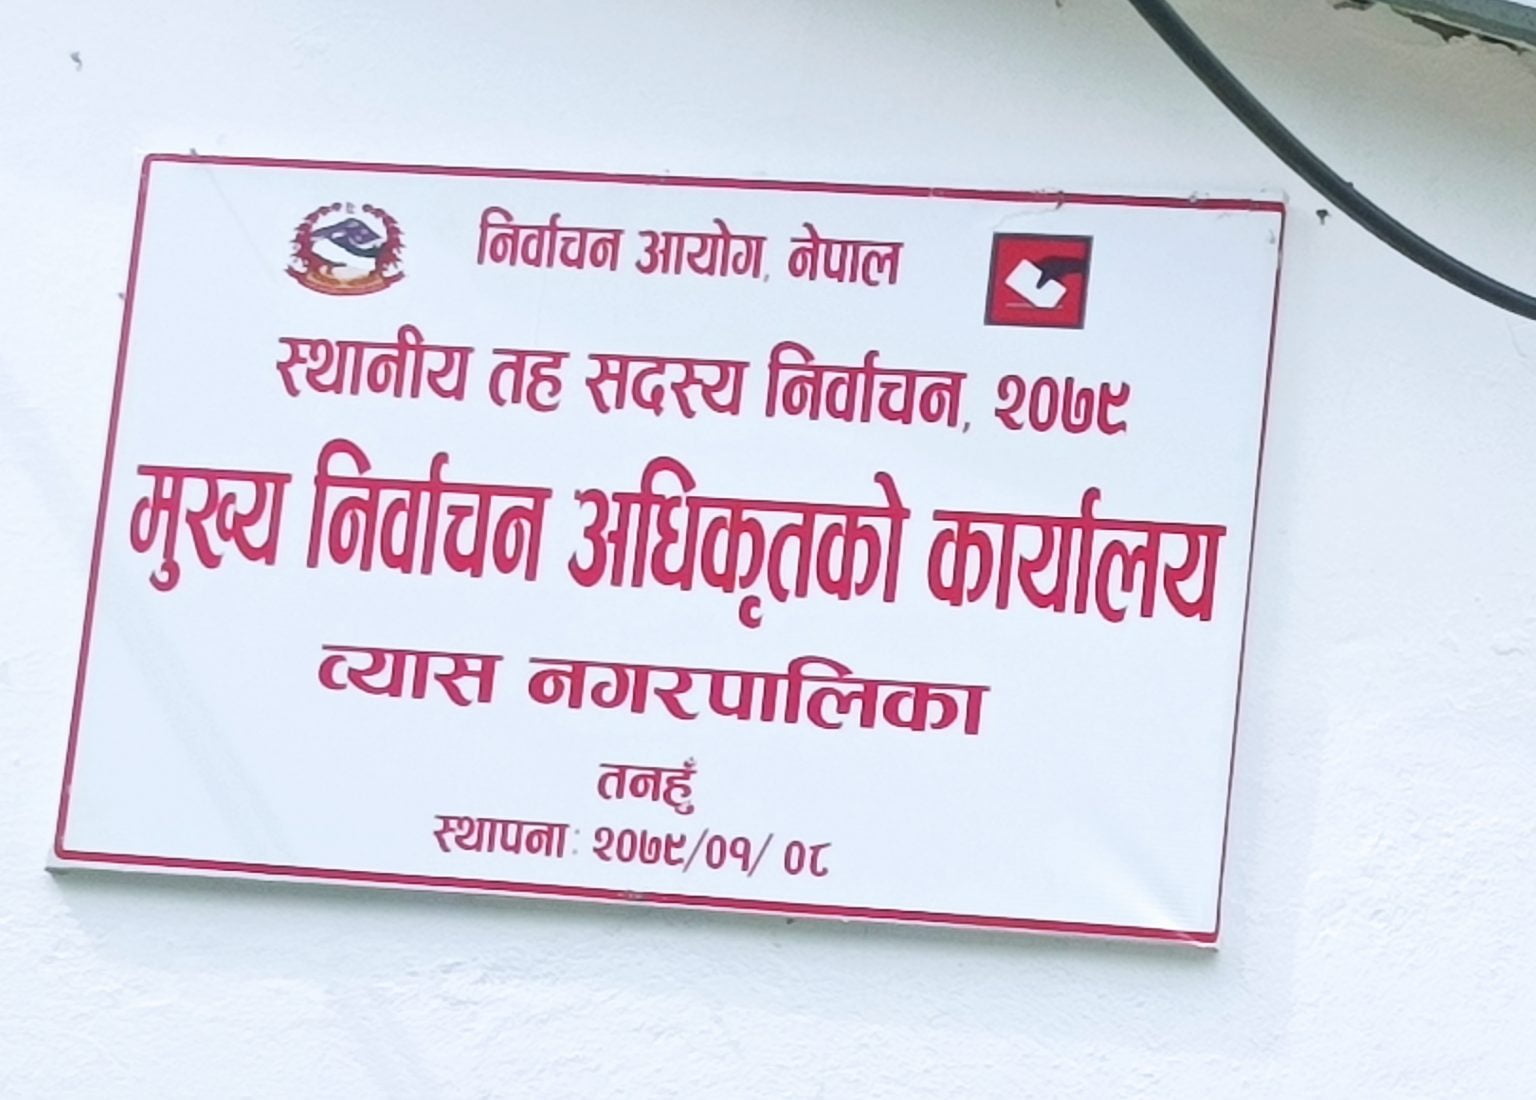 निर्वाचन आयोग, नेपाल
स्थानीय तह सदस्य निर्वाचन, २०७९
मुख्य निर्वाचन अधिकृतको कार्यालय
व्यास नगरपालिका
तनहुँ
स्थापना: २०७९/०१/ ०८